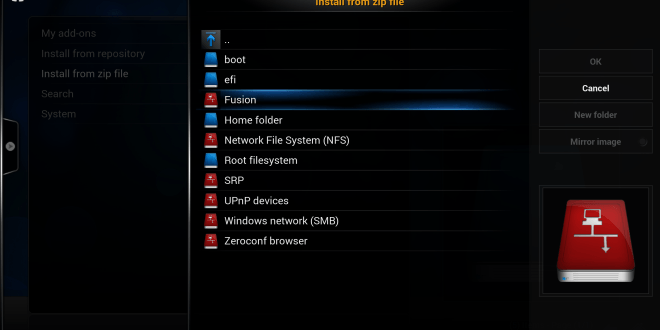 Install from zip file
My add-ons
Install from repository
Install from zip file
Search
System
..
boot
efi
Fusion
Home folder
Network File System (NFS)
Root filesystem
SRP
UPnP devices
Windows network (SMB)
Zeroconf browser
OK
Cancel
New folder
Mirror image